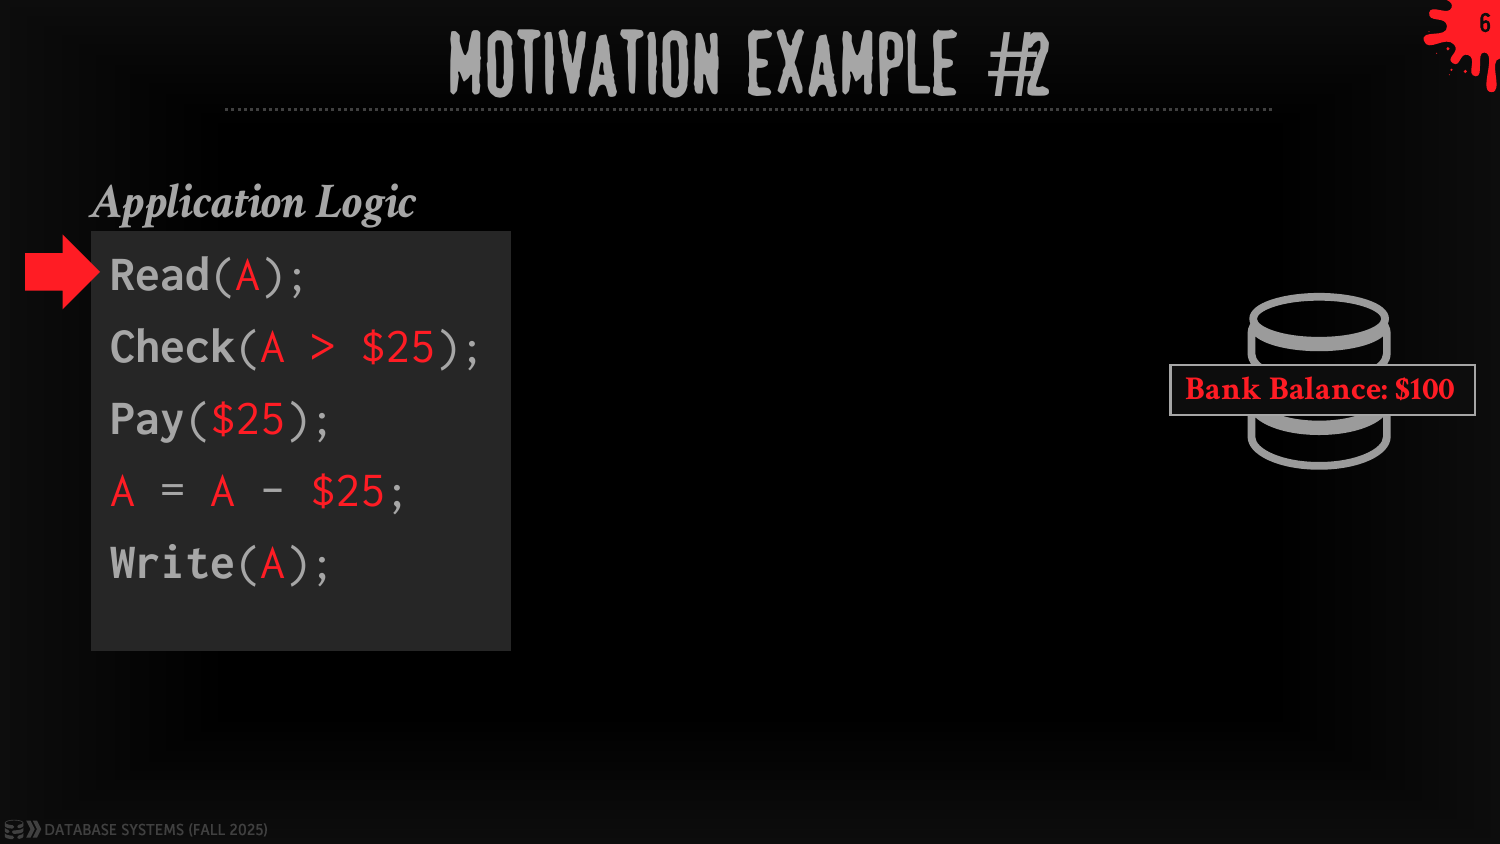 6
MOTIVATION EXAMPLE #2
Application Logic
Read(A);
Check(A > $25);
Pay($25);
A = A - $25;
Write(A);
Bank Balance: $100
DATABASE SYSTEMS (FALL 2025)